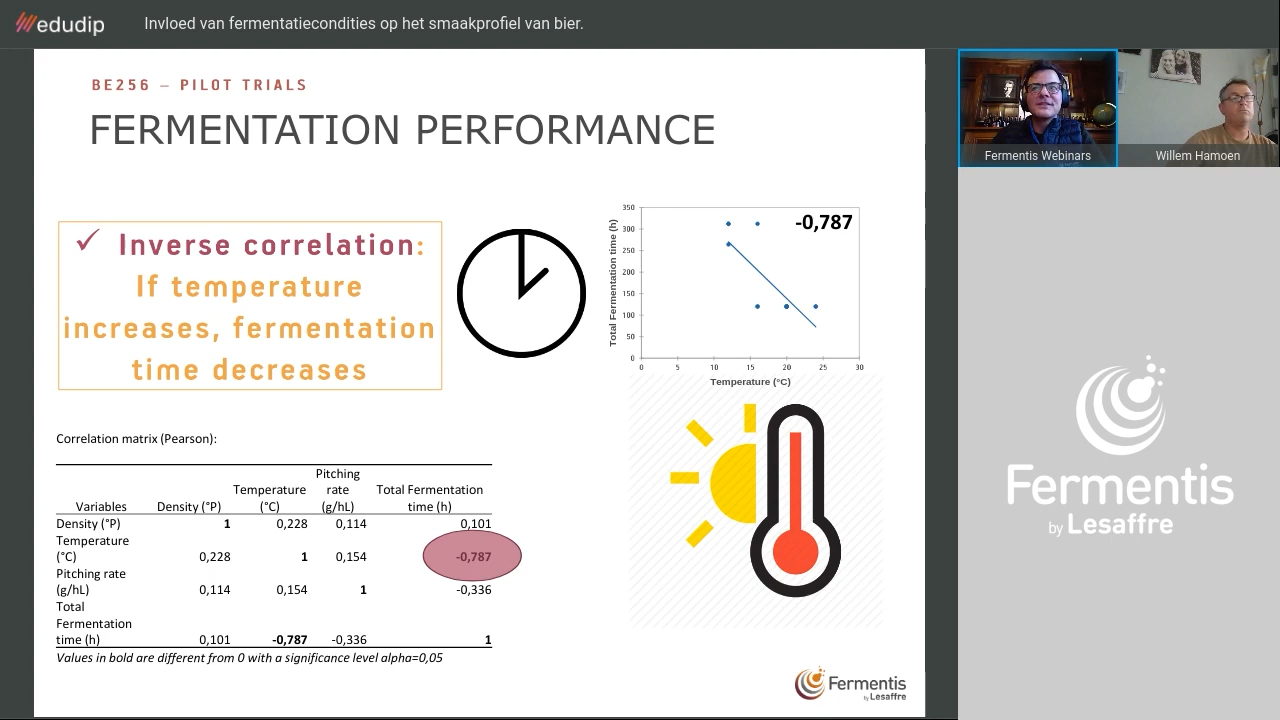 edudip
Invloed van fermentatiecondities op het smaakprofiel van bier.
BE256 – PILOT TRIALS
FERMENTATION PERFORMANCE
✓ Inverse correlation:
If temperature
increases, fermentation
time decreases
-0,787
Total Fermentation time (h)
350
300
250
200
150
100
50
0
0 5 10 15 20 25 30
Temperature (°C)
Correlation matrix (Pearson):
Variables Density (°P) Temperature (°C) Pitching rate (g/hL) Total Fermentation time (h)
Density (°P) 1 0,228 0,114 0,101
Temperature (°C) 0,228 1 0,154 -0,787
Pitching rate (g/hL) 0,114 0,154 1 -0,336
Total Fermentation time (h) 0,101 -0,787 -0,336 1
Values in bold are different from 0 with a significance level alpha=0,05
Fermentis
by Lesaffre
Fermentis Webinars
Willem Hamoen
Fermentis
by Lesaffre